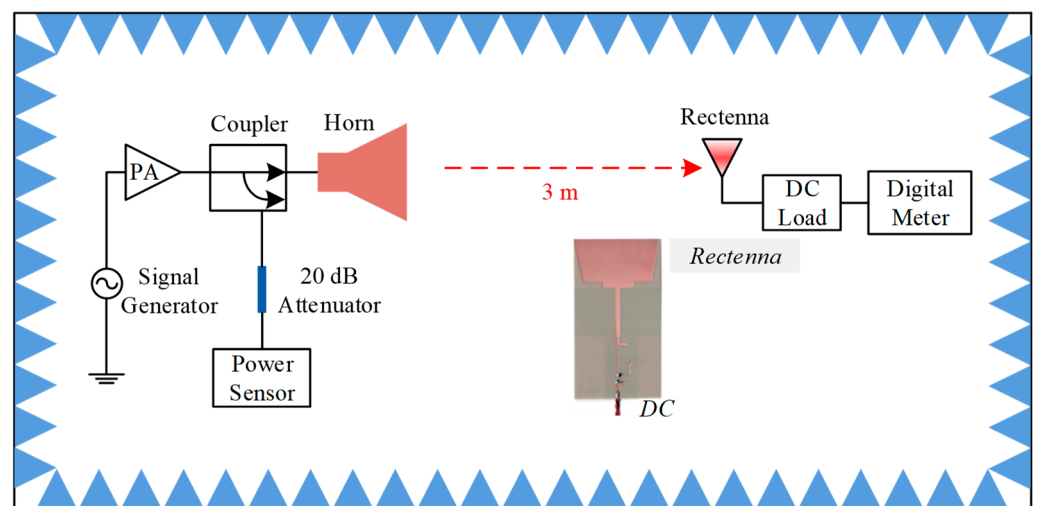 Coupler
Horn
PA
Signal
Generator
20 dB
Attenuator
Power
Sensor
3 m
Rectenna
DC
Load
Digital
Meter
Rectenna
DC